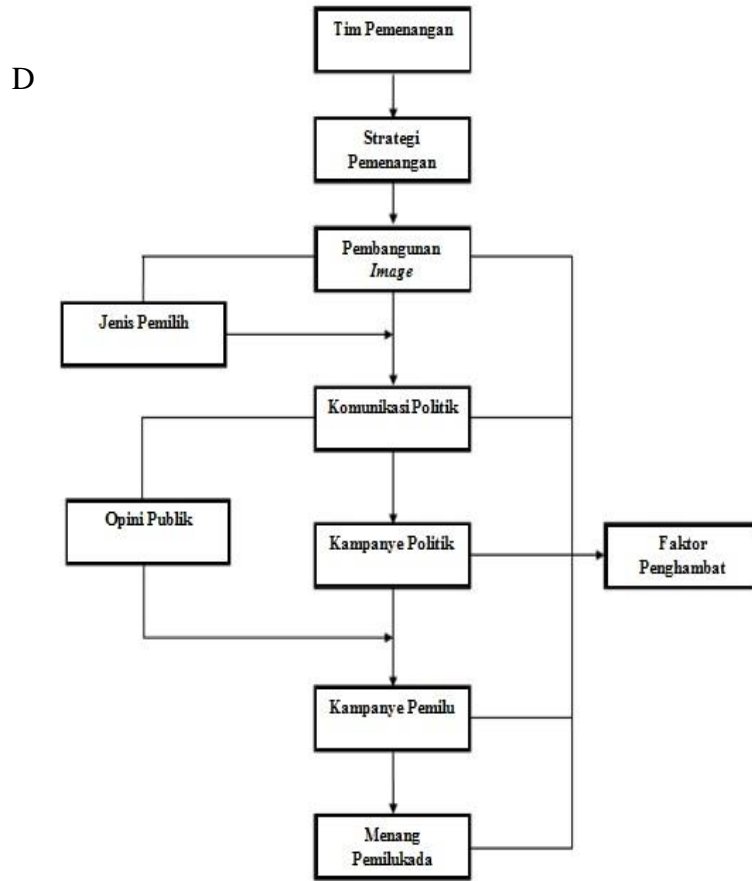 Tim Pemenangan
D
Strategi
Pemenangan
Pembangunan
Image
Jenis Pemilih
Komunikasi Politik
Opini Publik
Kampanye Politik
Faktor
Penghambat
Kampanye Pemilu
Menang
Pemilukada